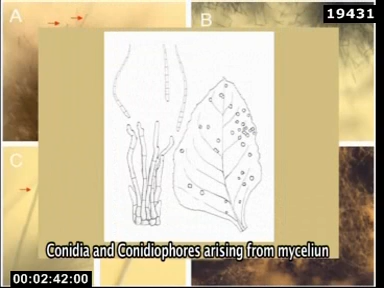 A
B
19431
C
Conidia and Conidiophores arising from myceliun
00:02:42:00